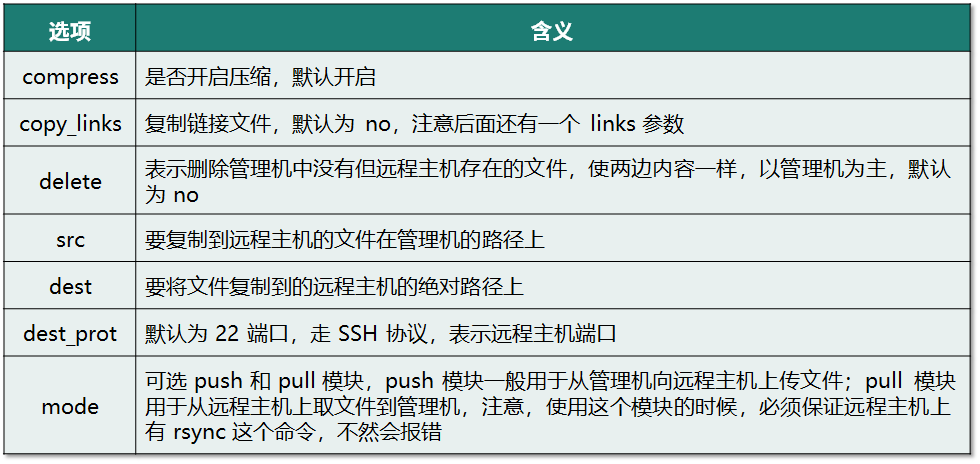 选项 含义
compress 是否开启压缩，默认开启
copy_links 复制链接文件，默认为 no，注意后面还有一个 links 参数
delete 表示删除管理机中没有但远程主机存在的文件，使两边内容一样，以管理机为主，默认
为 no
src 要复制到远程主机的文件在管理机的路径上
dest 要将文件复制到的远程主机的绝对路径上
dest_prot 默认为 22 端口，走 SSH 协议，表示远程主机端口
mode 可选 push 和 pull 模块，push 模块一般用于从管理机向远程主机上传文件；pull 模块
用于从远程主机上取文件到管理机，注意，使用这个模块的时候，必须保证远程主机上
有 rsync 这个命令，不然会报错